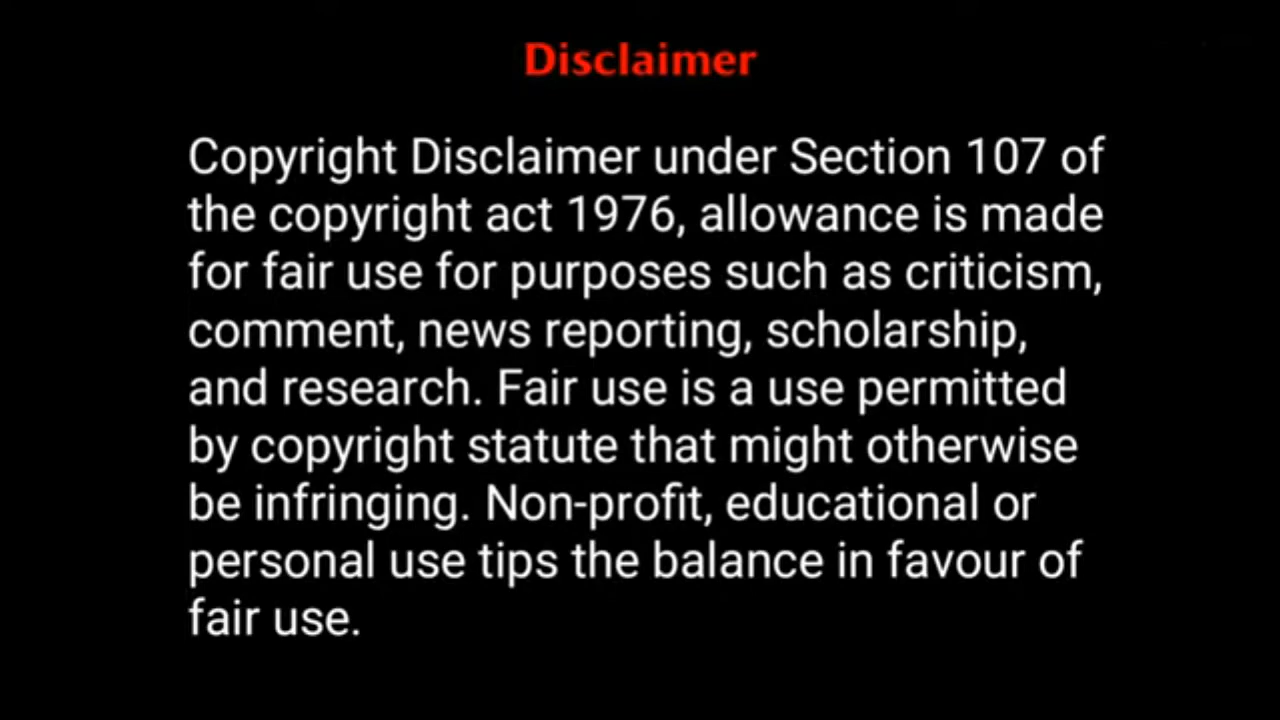 Disclaimer
Copyright Disclaimer under Section 107 of
the copyright act 1976, allowance is made
for fair use for purposes such as criticism,
comment, news reporting, scholarship,
and research. Fair use is a use permitted
by copyright statute that might otherwise
be infringing. Non-profit, educational or
personal use tips the balance in favour of
fair use.